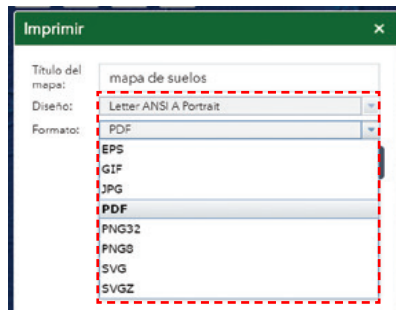 Imprimir ×
Título del
mapa: mapa de suelos
Diseño: Letter ANSI A Portrait
Formato: PDF
EPS
GIF
JPG
PDF
PNG32
PNG8
SVG
SVGZ